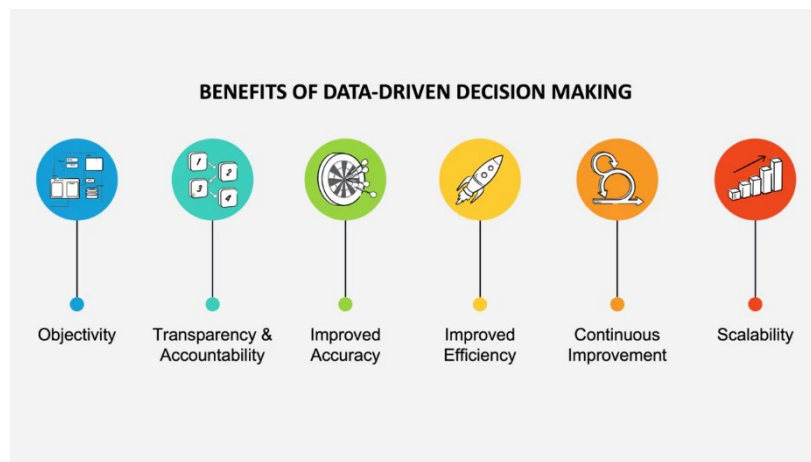 BENEFITS OF DATA-DRIVEN DECISION MAKING
1
2
3
4
Objectivity
Transparency &
Accountability
Improved
Accuracy
Improved
Efficiency
Continuous
Improvement
Scalability